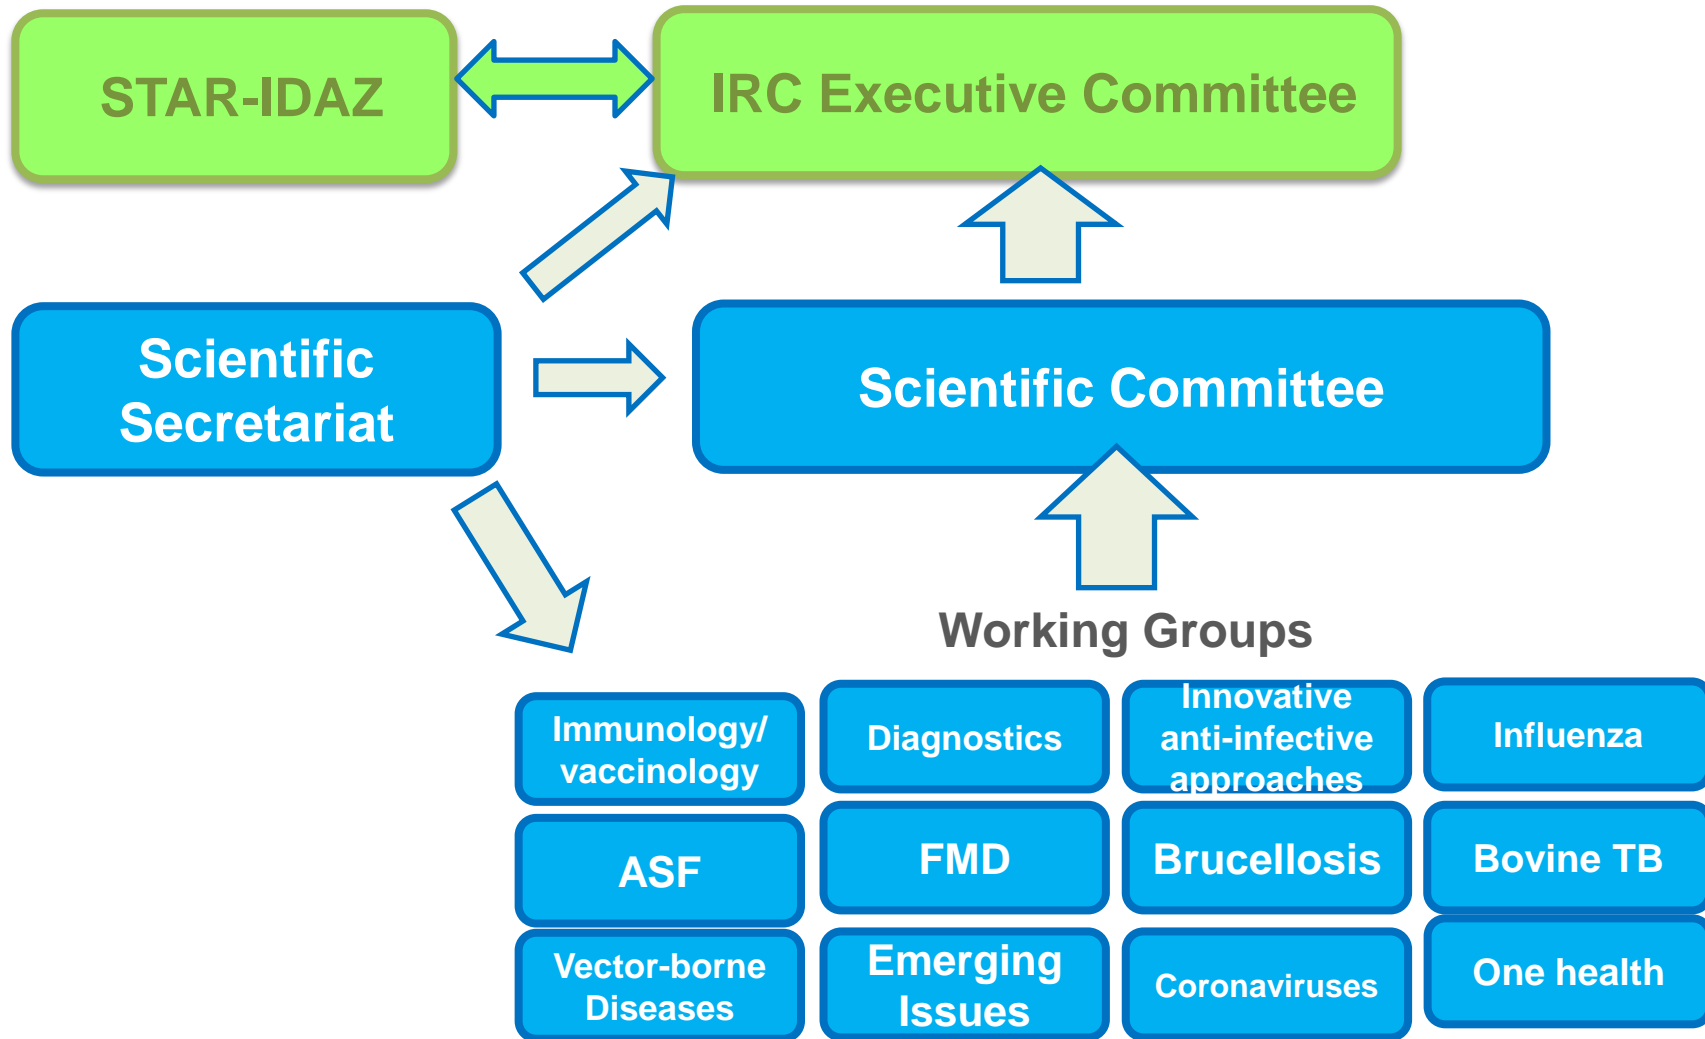 STAR-IDAZ
IRC Executive Committee
Scientific
Secretariat
Scientific Committee
Working Groups
Immunology/
vaccinology
Diagnostics
Innovative
anti-infective
approaches
Influenza
ASF
FMD
Brucellosis
Bovine TB
Vector-borne
Diseases
Emerging
Issues
Coronaviruses
One health